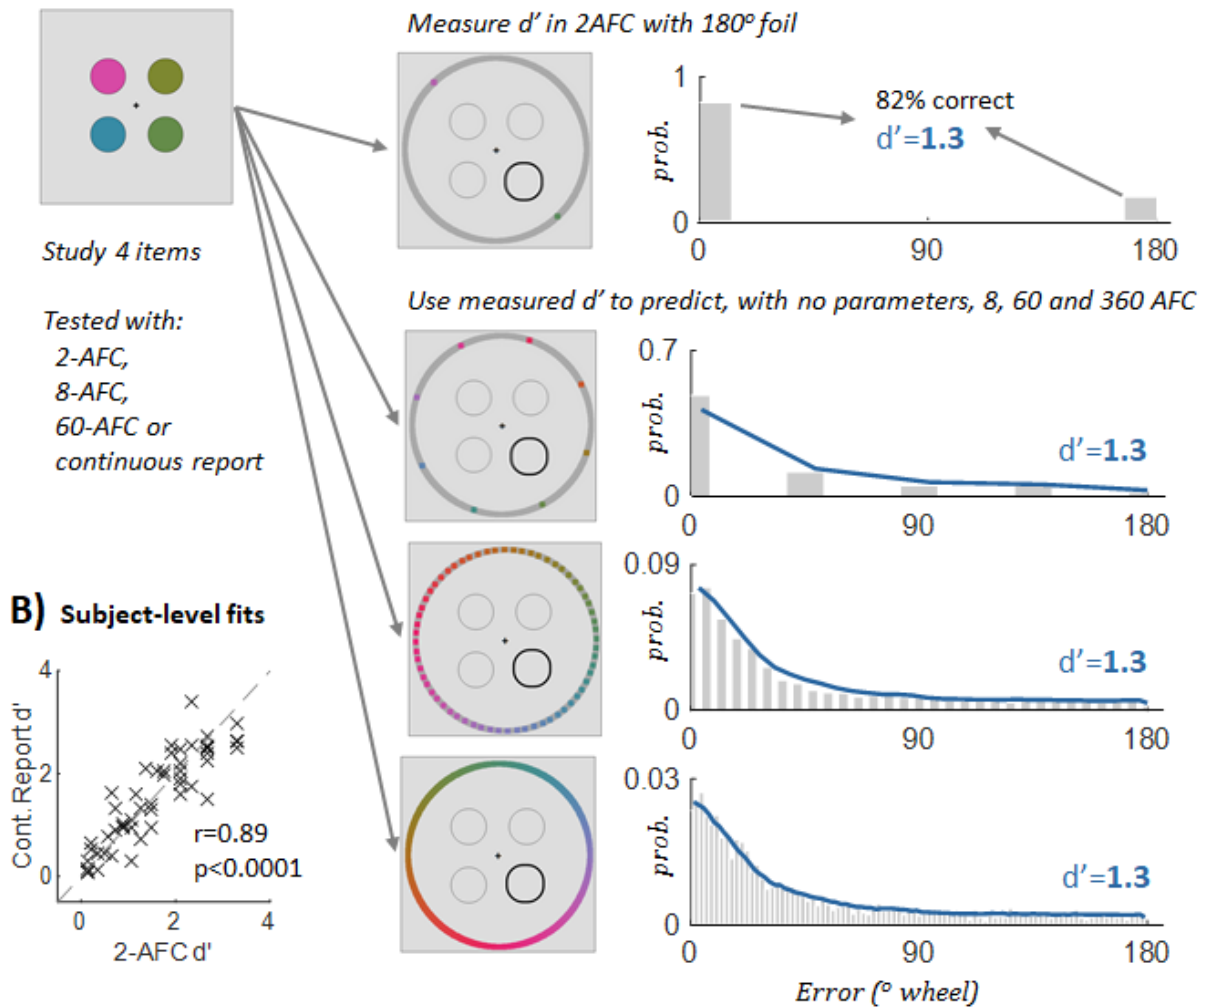 Measure d’ in 2AFC with 180º foil
Study 4 items
Tested with:
2-AFC,
8-AFC,
60-AFC or
continuous report
1
prob.
0
82% correct
d’=1.3
0 90 180
Use measured d’ to predict, with no parameters, 8, 60 and 360 AFC
0.7
prob.
0
d’=1.3
0 90 180
0.09
prob.
0
d’=1.3
0 90 180
0.03
prob.
0
d’=1.3
0 90 180
Error (º wheel)
B) Subject-level fits
4
2
0
Cont. Report d'
r=0.89
p<0.0001
0 2 4
2-AFC d'